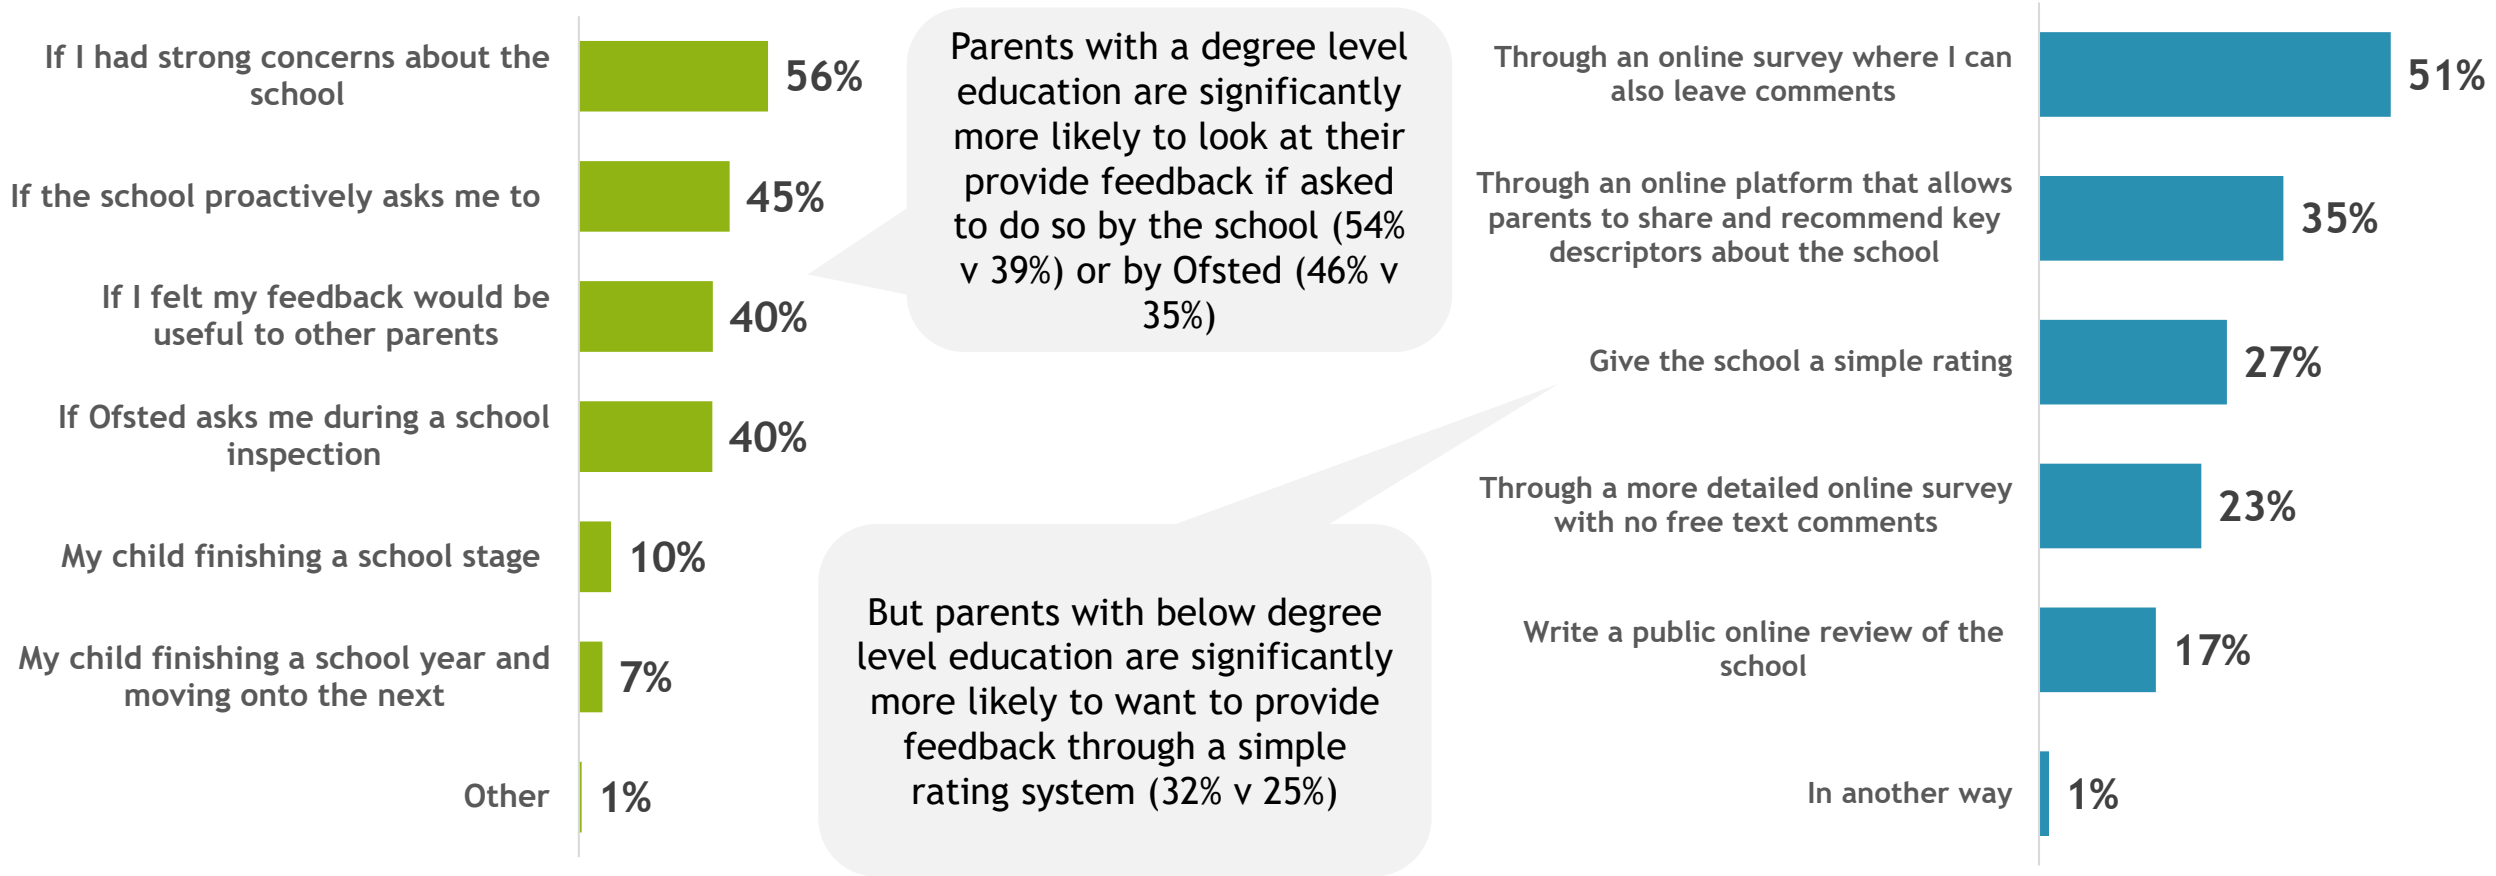 If I had strong concerns about the
school
56%
If the school proactively asks me to
45%
If I felt my feedback would be
useful to other parents
40%
If Ofsted asks me during a school
inspection
40%
My child finishing a school stage
10%
My child finishing a school year and
moving onto the next
7%
Other
1%
Parents with a degree level
education are significantly
more likely to look at their
provide feedback if asked
to do so by the school (54%
v 39%) or by Ofsted (46% v
35%)
But parents with below degree
level education are significantly
more likely to want to provide
feedback through a simple
rating system (32% v 25%)
Through an online survey where I can
also leave comments
51%
Through an online platform that allows
parents to share and recommend key
descriptors about the school
35%
Give the school a simple rating
27%
Through a more detailed online survey
with no free text comments
23%
Write a public online review of the
school
17%
In another way
1%